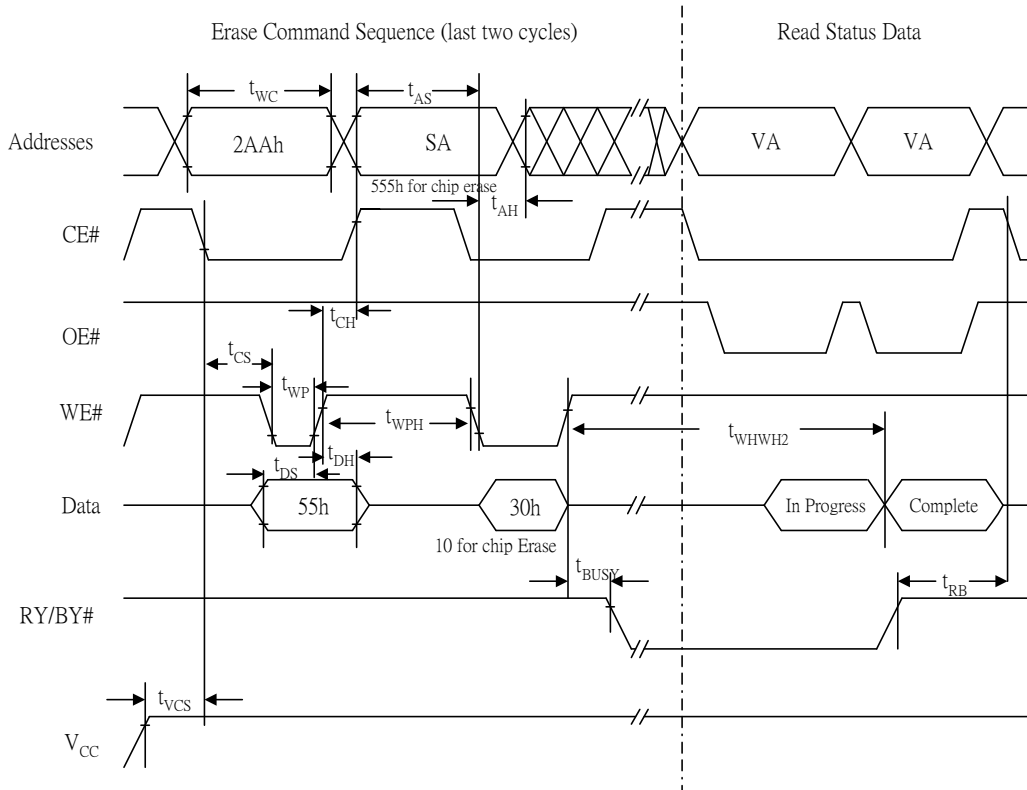 Erase Command Sequence (last two cycles)
Read Status Data
tWC
tAS
Addresses
2AAh
SA
VA
VA
555h for chip erase
tAH
CE#
tCH
OE#
tCS
tWP
WE#
tWPH
tWHWH2
tDS
tDH
Data
55h
30h
In Progress
Complete
10 for chip Erase
tBUSY
tRB
RY/BY#
tVCS
VCC